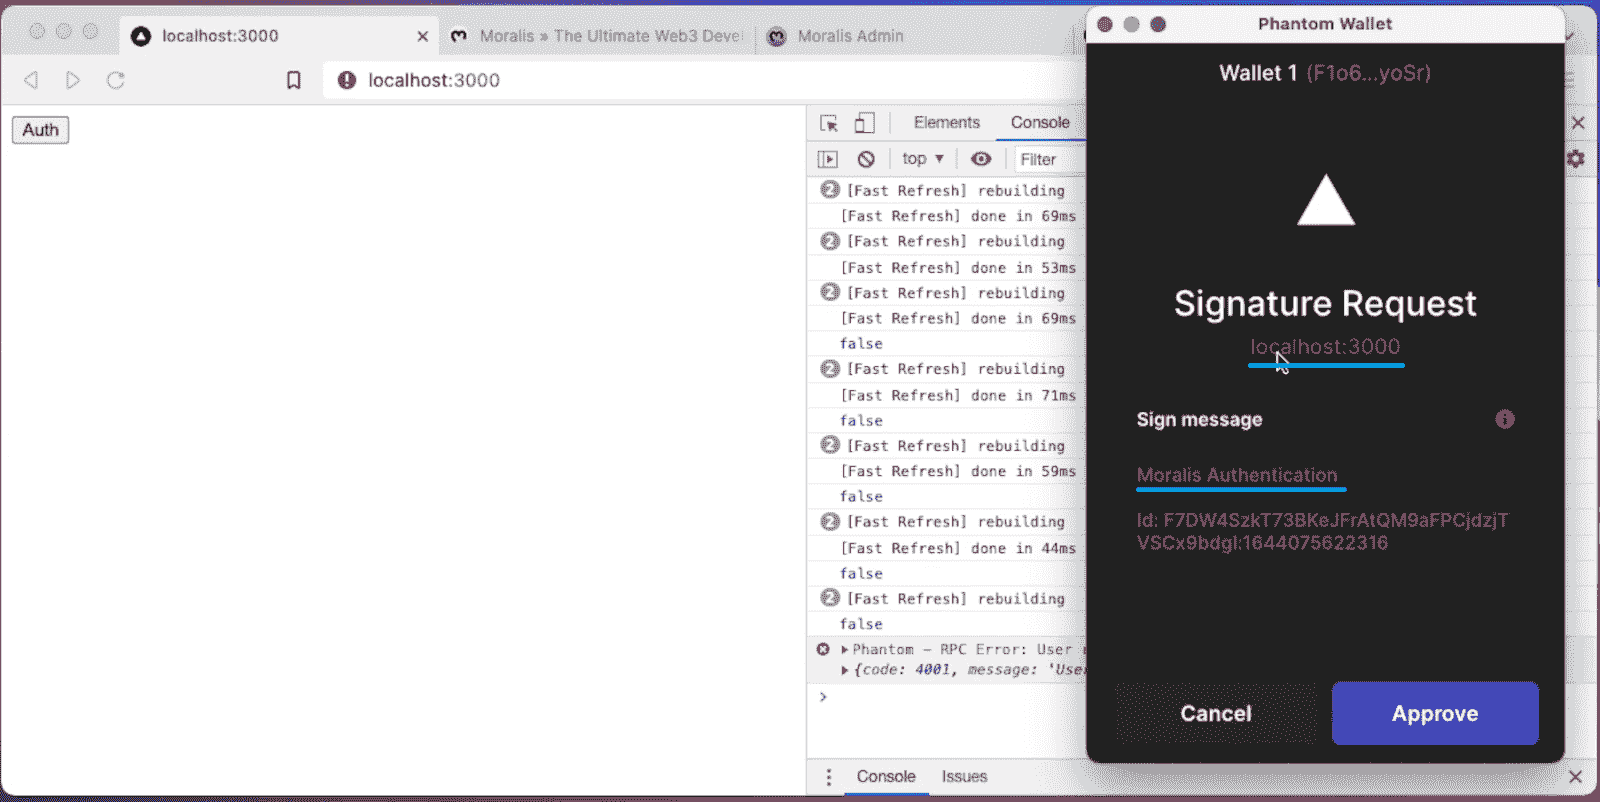 localhost:3000
Moralis » The Ultimate Web3 Devel
Moralis Admin
localhost:3000
Auth
Elements
Console
top
Filter
2 [Fast Refresh] rebuilding
[Fast Refresh] done in 69ms
2 [Fast Refresh] rebuilding
[Fast Refresh] done in 53ms
2 [Fast Refresh] rebuilding
[Fast Refresh] done in 69ms
false
2 [Fast Refresh] rebuilding
[Fast Refresh] done in 71ms
false
2 [Fast Refresh] rebuilding
[Fast Refresh] done in 59ms
false
2 [Fast Refresh] rebuilding
[Fast Refresh] done in 44ms
false
2 [Fast Refresh] rebuilding
false
Phantom – RPC Error: User
{code: 4001, message: 'Use
Console
Issues
Phantom Wallet
Wallet 1 (F1o6...yoSr)
Signature Request
localhost:3000
Sign message
Moralis Authentication
Id: F7DW4SzkT73BKeJFrAtQM9aFPCjdzjT
VSCx9bdgl:1644075622316
Cancel
Approve